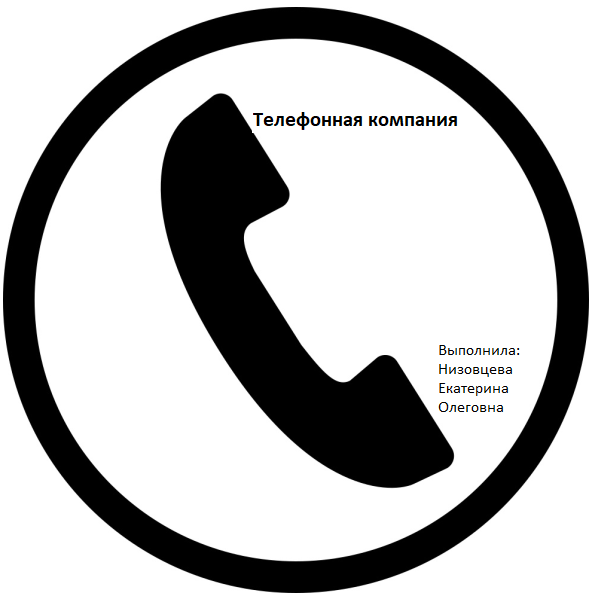 Телефонная компания
Выполнила:
Низовцева
Екатерина
Олеговна